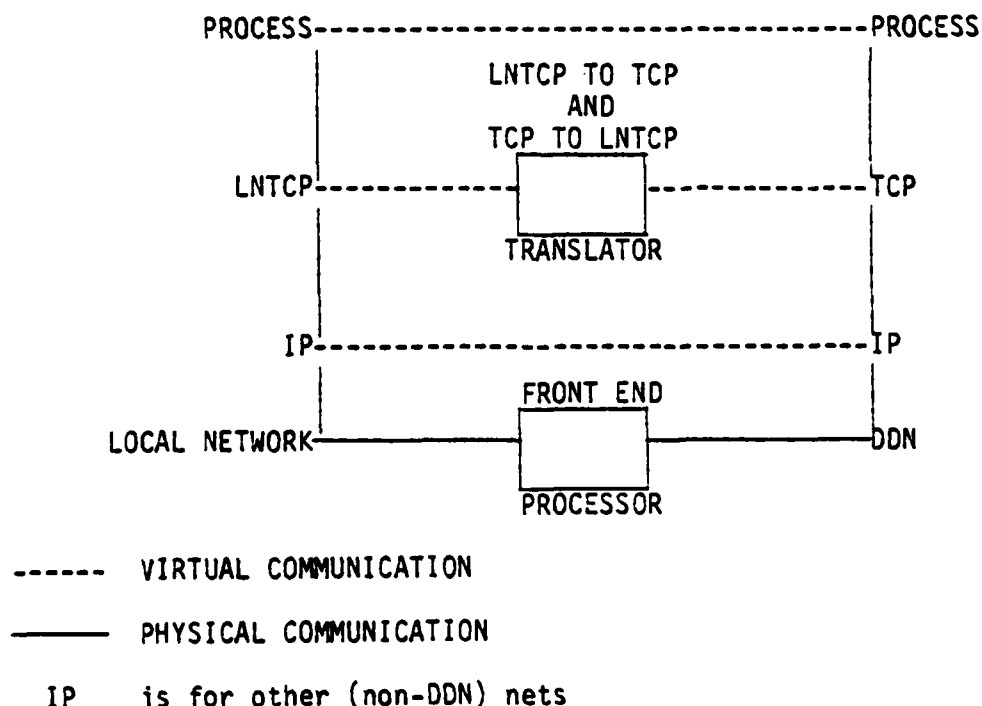 PROCESS PROCESS
LNTCP TO TCP
AND
TCP TO LNTCP
LNTCP TCP
TRANSLATOR
IP IP
FRONT END
LOCAL NETWORK DDN
PROCESSOR
VIRTUAL COMMUNICATION
PHYSICAL COMMUNICATION
IP is for other (non-DDN) nets